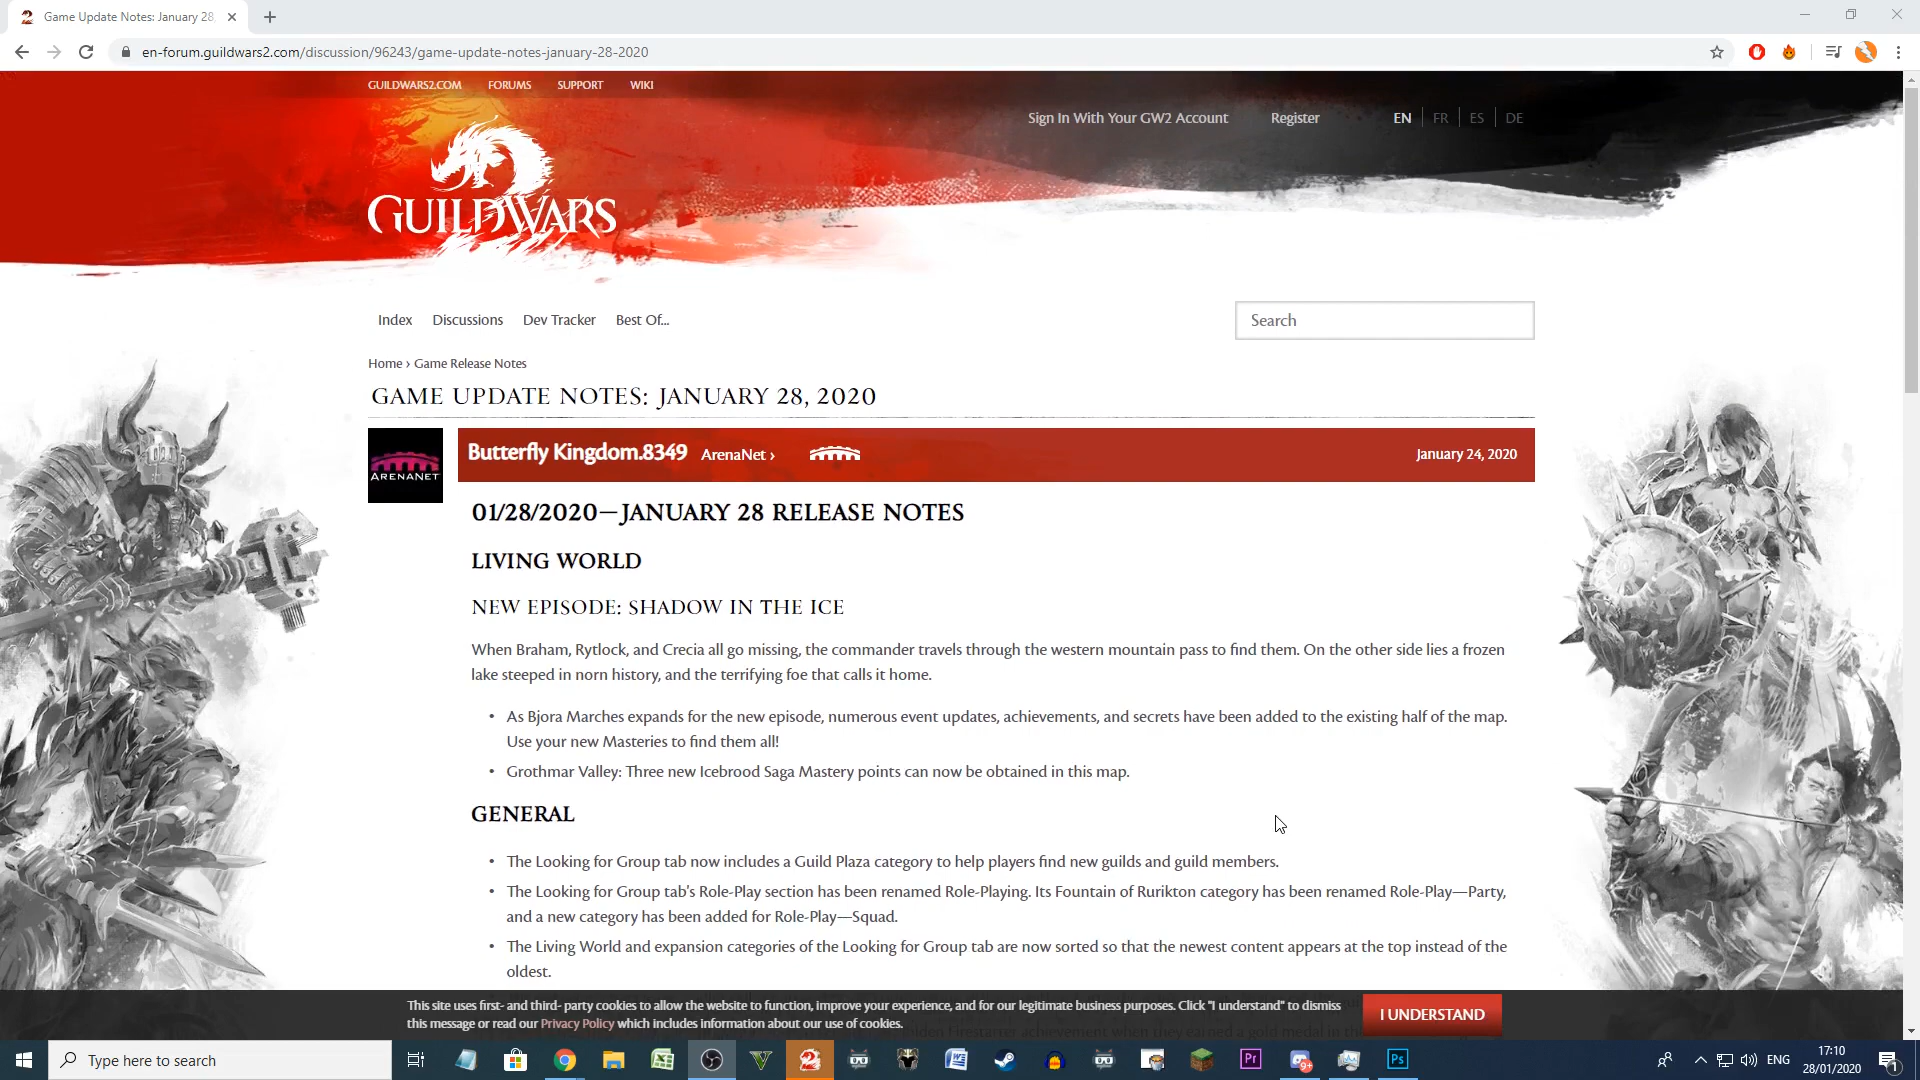 Game Update Notes: January 28
en-forum.guildwars2.com/discussion/96243/game-update-notes-january-28-2020
GUILDWARS2.COM FORUMS SUPPORT WIKI
Sign In With Your GW2 Account Register EN FR ES DE
GUILDWARS
Index Discussions Dev Tracker Best Of...
Search
Home › Game Release Notes
GAME UPDATE NOTES: JANUARY 28, 2020
ARENANET
Butterfly Kingdom.8349 ArenaNet › January 24, 2020
01/28/2020—JANUARY 28 RELEASE NOTES
LIVING WORLD
NEW EPISODE: SHADOW IN THE ICE
When Braham, Rytlock, and Crecia all go missing, the commander travels through the western mountain pass to find them. On the other side lies a frozen
lake steeped in norn history, and the terrifying foe that calls it home.
• As Bjora Marches expands for the new episode, numerous event updates, achievements, and secrets have been added to the existing half of the map.
Use your new Masteries to find them all!
• Grothmar Valley: Three new Icebrood Saga Mastery points can now be obtained in this map.
GENERAL
• The Looking for Group tab now includes a Guild Plaza category to help players find new guilds and guild members.
• The Looking for Group tab's Role-Play section has been renamed Role-Playing. Its Fountain of Rurikton category has been renamed Role-Play—Party,
and a new category has been added for Role-Play—Squad.
• The Living World and expansion categories of the Looking for Group tab are now sorted so that the newest content appears at the top instead of the
oldest.
This site uses first- and third- party cookies to allow the website to function, improve your experience, and for our legitimate business purposes. Click "I understand" to dismiss
this message or read our Privacy Policy which includes information about our use of cookies.
I UNDERSTAND
Type here to search
Pr
9+
Ps
ENG
17:10
28/01/2020
1